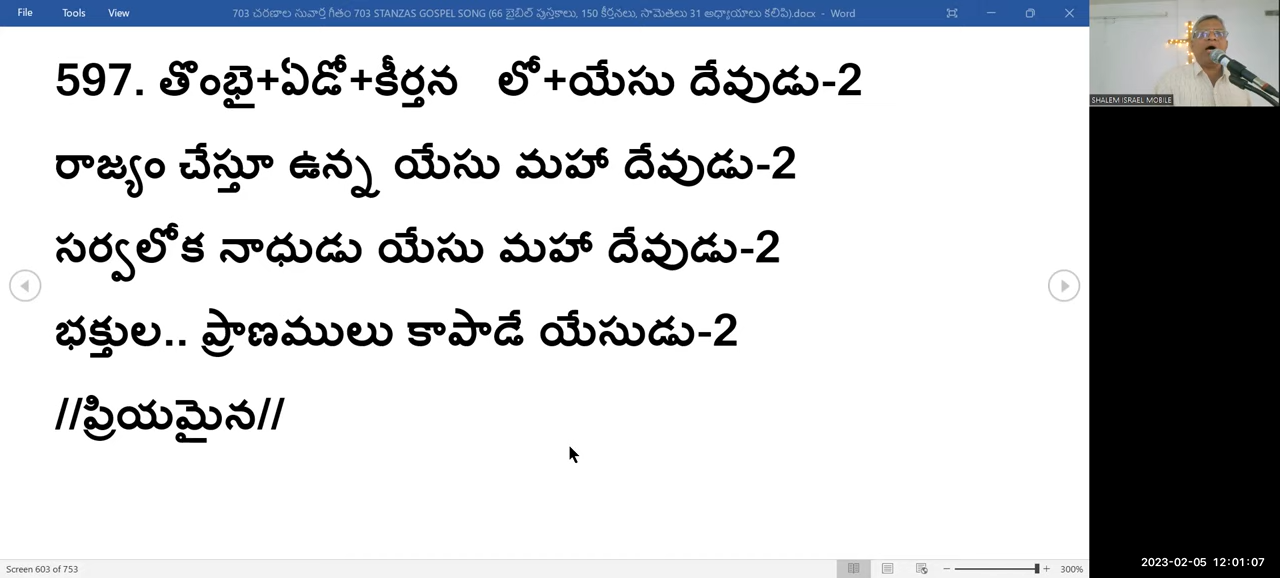 File Tools View 703 చరణాల సువార్త గీతం 703 STANZAS GOSPEL SONG (66 బైబిల్ పుస్తకాలు, 150 కీర్తనలు, సామెతలు 31 అధ్యాయాలు కలిపి).docx - Word
597. తొంభై+ఏడో+కీర్తన లో+యేసు దేవుడు-2
రాజ్యం చేస్తూ ఉన్న యేసు మహా దేవుడు-2
సర్వలోక నాధుడు యేసు మహా దేవుడు-2
భక్తుల.. ప్రాణములు కాపాడే యేసుడు-2
//ప్రియమైన//
SHALEM ISRAEL MOBILE
2023-02-05 12:01:07
Screen 603 of 753
300%